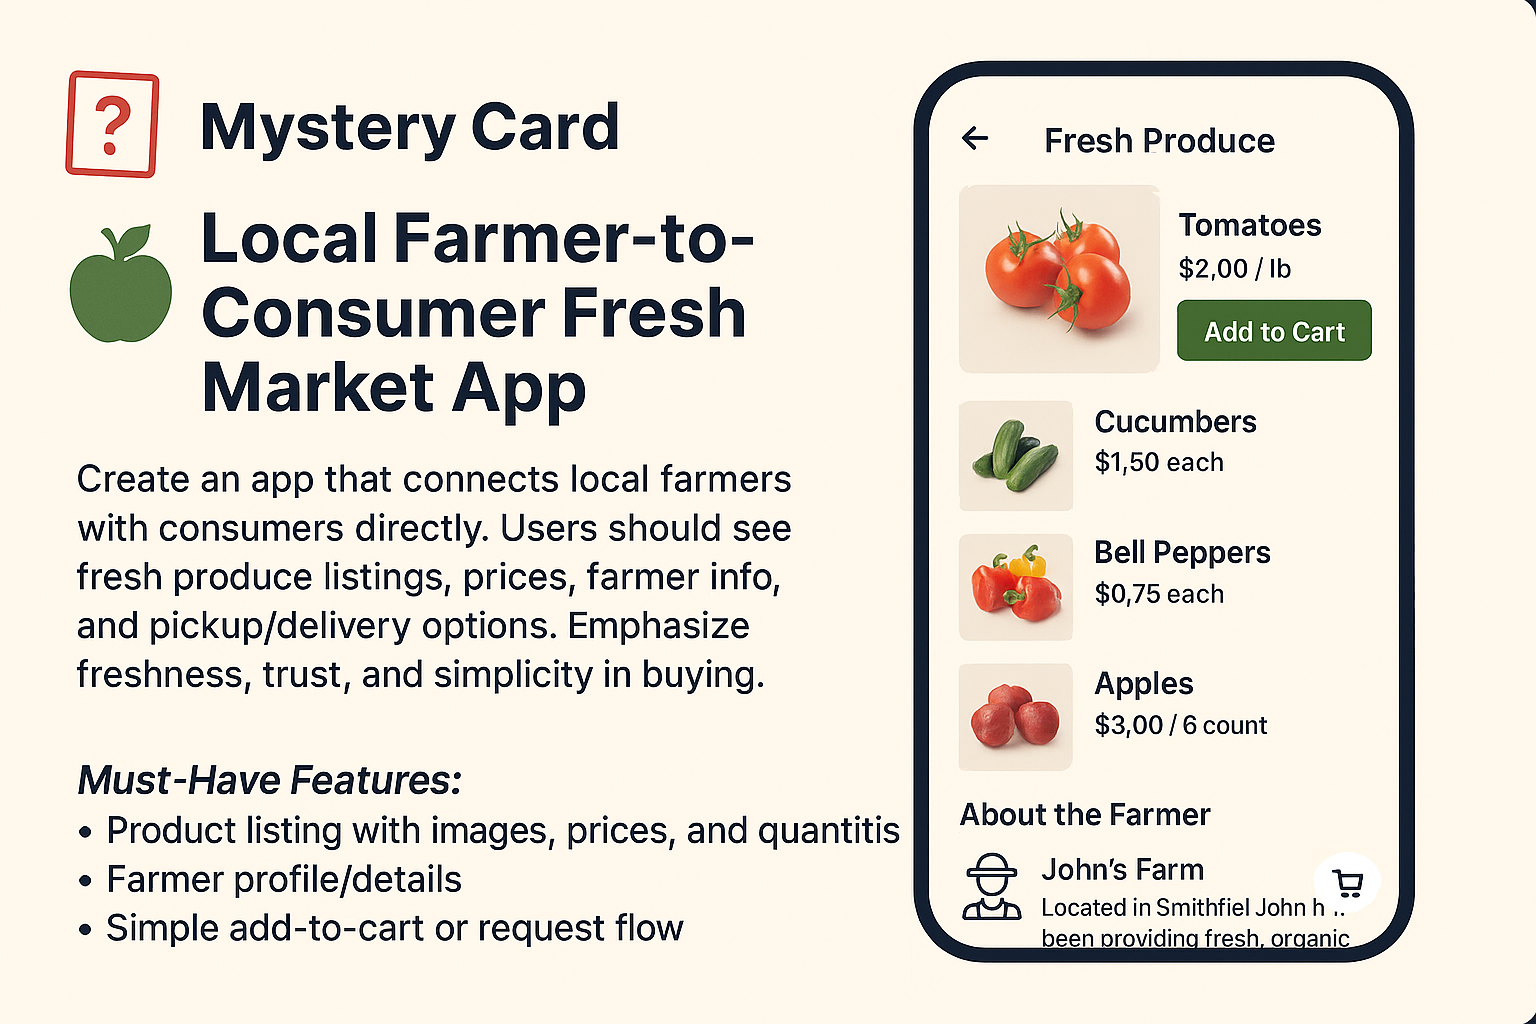 ?
Mystery Card
Local Farmer-to-
Consumer Fresh
Market App
Create an app that connects local farmers
with consumers directly. Users should see
fresh produce listings, prices, farmer info,
and pickup/delivery options. Emphasize
freshness, trust, and simplicity in buying.
Must-Have Features:
• Product listing with images, prices, and quantitis
• Farmer profile/details
• Simple add-to-cart or request flow
Fresh Produce
Tomatoes
$2,00 / lb
Add to Cart
Cucumbers
$1,50 each
Bell Peppers
$0,75 each
Apples
$3,00 / 6 count
About the Farmer
John's Farm
Located in Smithfiel John h
been providing fresh, organic